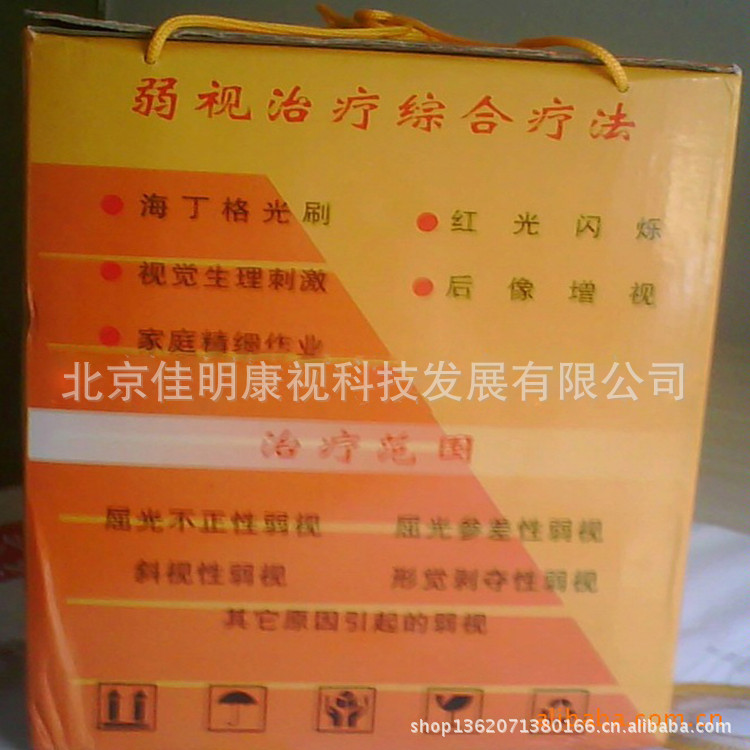 弱视治疗综合疗法
海丁格光刷
红光闪烁
视觉生理刺激
后像增视
家庭精细作业
北京佳明康视科技发展有限公司
治疗范围
屈光不正性弱视
屈光参差性弱视
斜视性弱视
形觉剥夺性弱视
其它原因引起的弱视
alibaba.com.cn
shop1362071380166.cn.alibaba.com